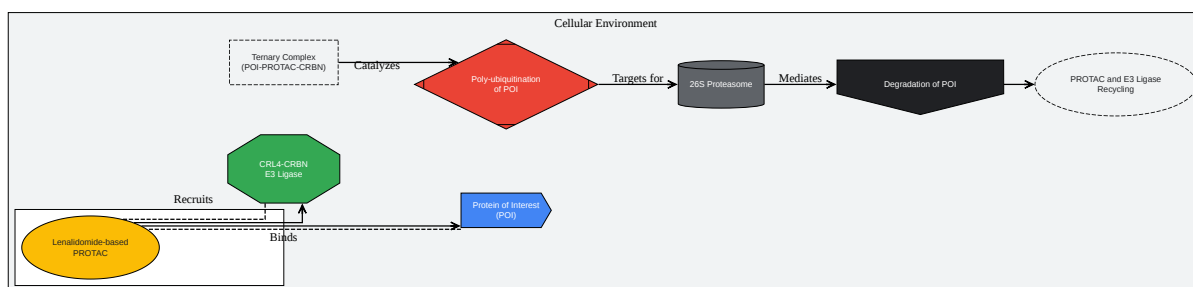 Cellular Environment
Ternary Complex
(POI-PROTAC-CRBN)
Catalyzes
Poly-ubiquitination
of POI
Targets for
26S Proteasome
Mediates
Degradation of POI
PROTAC and E3 Ligase
Recycling
CRL4-CRBN
E3 Ligase
Recruits
Protein of Interest
(POI)
Binds
Lenalidomide-based
PROTAC